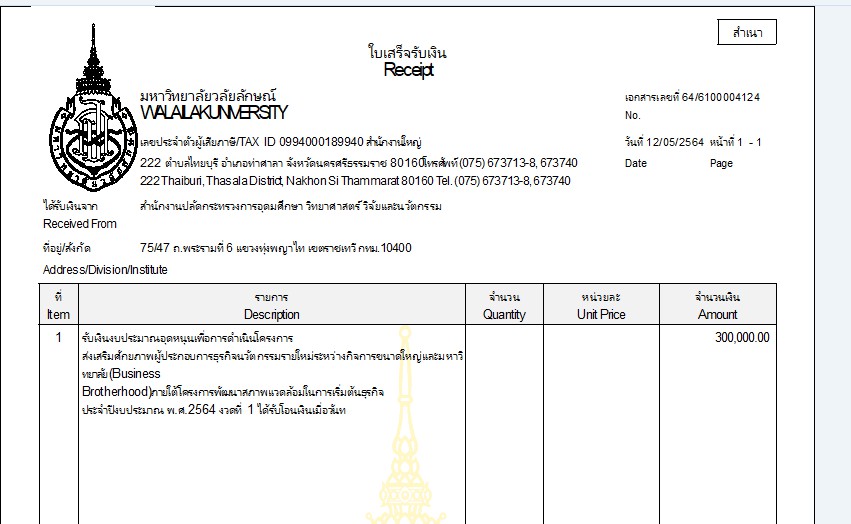 สำเนา
ใบเสร็จรับเงิน
Receipt
มหาวิทยาลัยวลัยลักษณ์
WALAILAK UNIVERSITY
เอกสารเลขที่ 64/6100004124
No.
เลขประจำตัวผู้เสียภาษี/TAX ID 0994000189940 สำนักงานใหญ่
วันที่ 12/05/2564 หน้าที่ 1 - 1
222 ตำบลไทยบุรี อำเภอท่าศาลา จังหวัดนครศรีธรรมราช 80160โทรศัพท์ (075) 673713-8, 673740
Date Page
222 Thaiburi, Thasala District, Nakhon Si Thammarat 80160 Tel. (075) 673713-8, 673740
ได้รับเงินจาก สำนักงานปลัดกระทรวงการอุดมศึกษา วิทยาศาสตร์ วิจัยและนวัตกรรม
Received From
ที่อยู่/สังกัด 75/47 ถ.พระรามที่ 6 แขวงทุ่งพญาไท เขตราชเทวี กทม.10400
Address/Division/Institute
ที่ รายการ จำนวน หน่วยละ จำนวนเงิน
Item Description Quantity Unit Price Amount
1 รับเงินงบประมาณอุดหนุนเพื่อการดำเนินโครงการ 300,000.00
ส่งเสริมศักยภาพผู้ประกอบการธุรกิจนวัตกรรมรายใหม่ระหว่างกิจการขนาดใหญ่และมหาวิ
ทยาลัย (Business
Brotherhood)ภายใต้โครงการพัฒนาสภาพแวดล้อมในการเริ่มต้นธุรกิจ
ประจำปีงบประมาณ พ.ศ.2564 งวดที่ 1 ได้รับโอนเงินเมื่อวันท